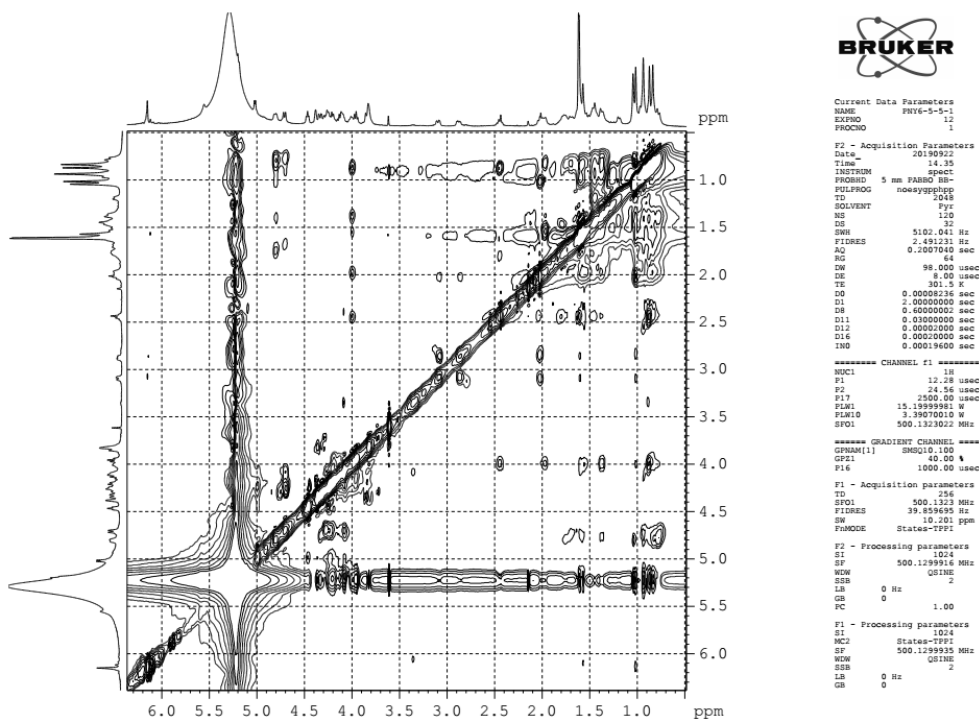 BRUKER
Current Data Parameters
NAME PNY6-5-5-1
EXPNO 12
PROCNO 1
F2 - Acquisition Parameters
Date_ 20190922
Time 14.35
INSTRUM spect
PROBHD 5 mm PABBO BB-
PULPROG noesygpphpp
TD 2048
SOLVENT Pyr
NS 120
DS 32
SWH 5102.041 Hz
FIDRES 2.491231 Hz
AQ 0.2007040 sec
RG 64
DW 98.000 usec
DE 8.00 usec
TE 301.5 K
D0 0.00008236 sec
D1 2.00000000 sec
D8 0.60000002 sec
D11 0.03000000 sec
D12 0.00002000 sec
D16 0.00020000 sec
IN0 0.00019600 sec
======== CHANNEL f1 ========
NUC1 1H
P1 12.28 usec
P2 24.56 usec
P17 2500.00 usec
PLW1 15.19999981 W
PLW10 3.39070010 W
SFO1 500.1323022 MHz
====== GRADIENT CHANNEL =====
GPNAM[1] SMSQ10.100
GPZ1 40.00 %
P16 1000.00 usec
F1 - Acquisition parameters
TD 256
SFO1 500.1323 MHz
FIDRES 39.859695 Hz
SW 10.201 ppm
FnMODE States-TPPI
F2 - Processing parameters
SI 1024
SF 500.1299916 MHz
WDW QSINE
SSB 2
LB 0 Hz
GB 0
PC 1.00
F1 - Processing parameters
SI 1024
MC2 States-TPPI
SF 500.1299935 MHz
WDW QSINE
SSB 2
LB 0 Hz
GB 0
ppm
1.0
1.5
2.0
2.5
3.0
3.5
4.0
4.5
5.0
5.5
6.0
6.0 5.5 5.0 4.5 4.0 3.5 3.0 2.5 2.0 1.5 1.0 ppm